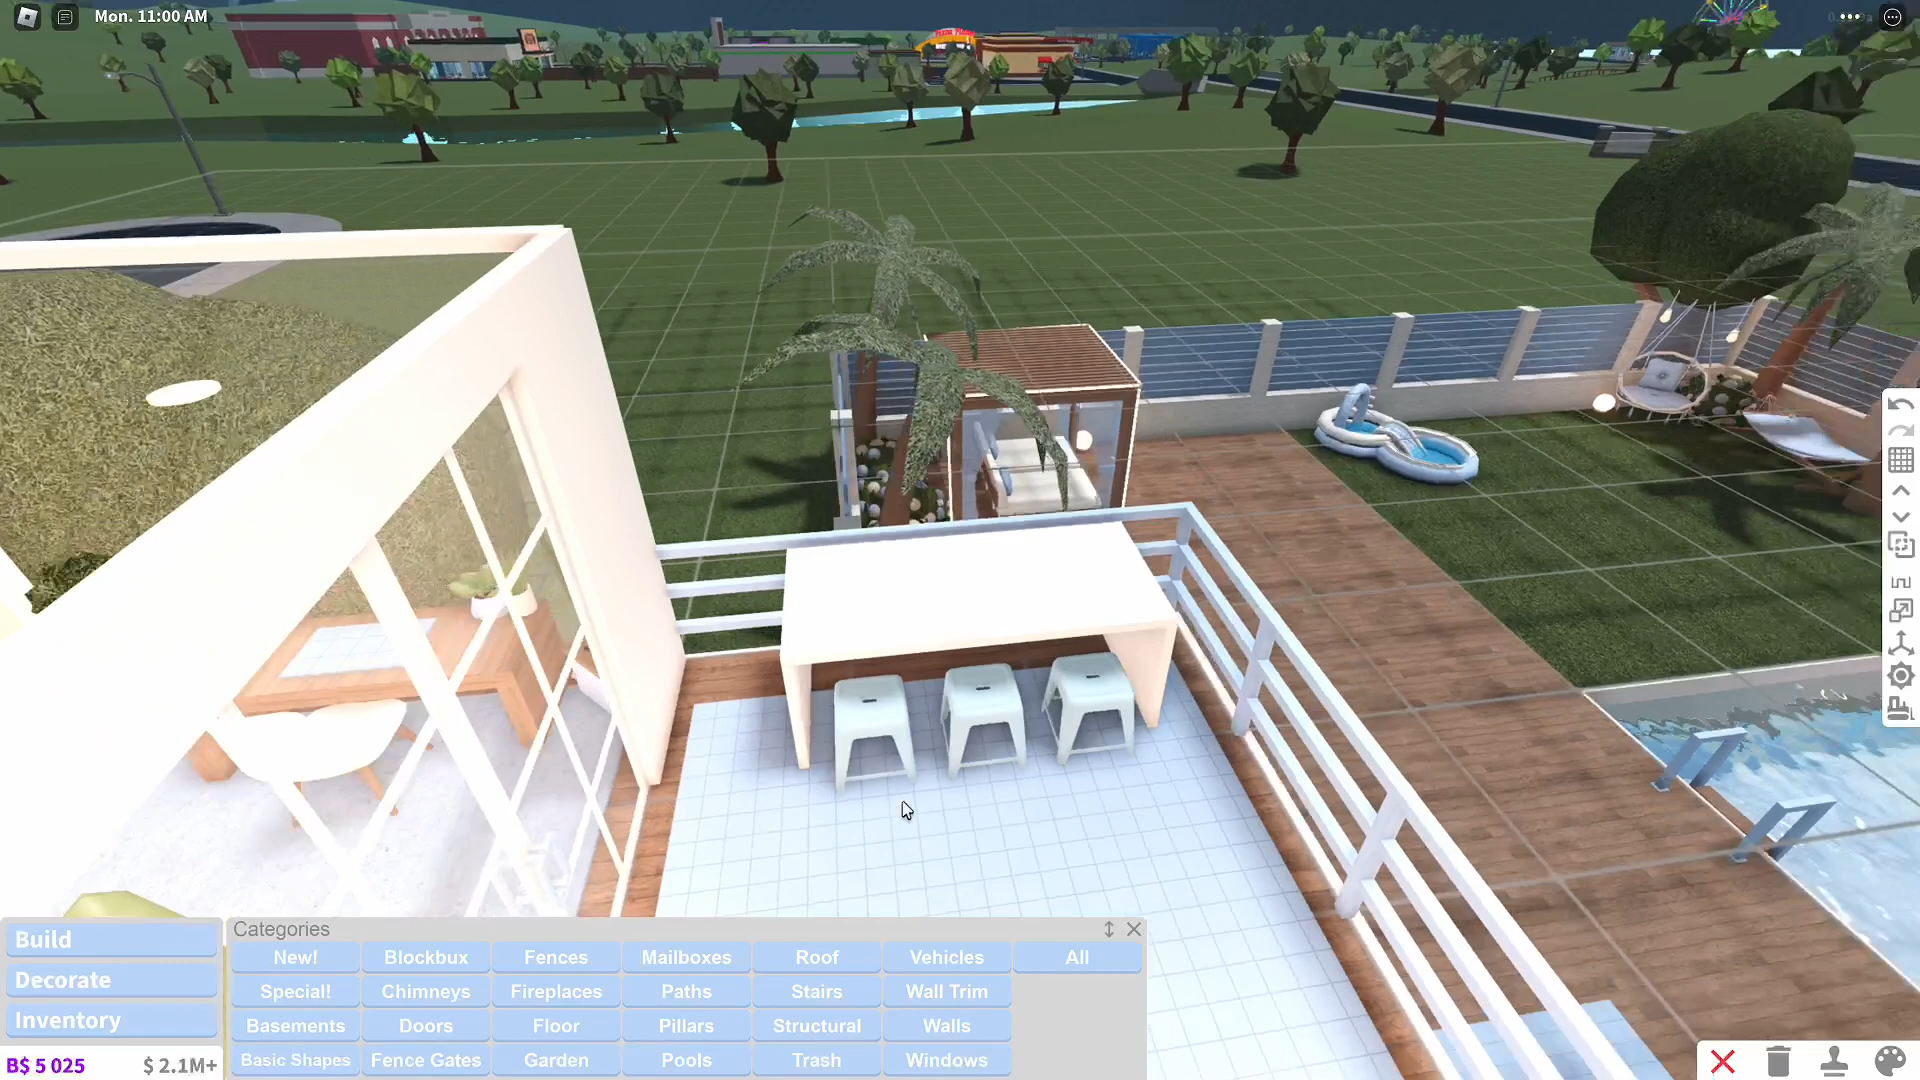 Mon. 11:00 AM
Build
Decorate
Inventory
B$ 5 025
$ 2.1M+
Categories
New!
Blockbux
Fences
Mailboxes
Roof
Vehicles
All
Special!
Chimneys
Fireplaces
Paths
Stairs
Wall Trim
Basements
Doors
Floor
Pillars
Structural
Walls
Basic Shapes
Fence Gates
Garden
Pools
Trash
Windows